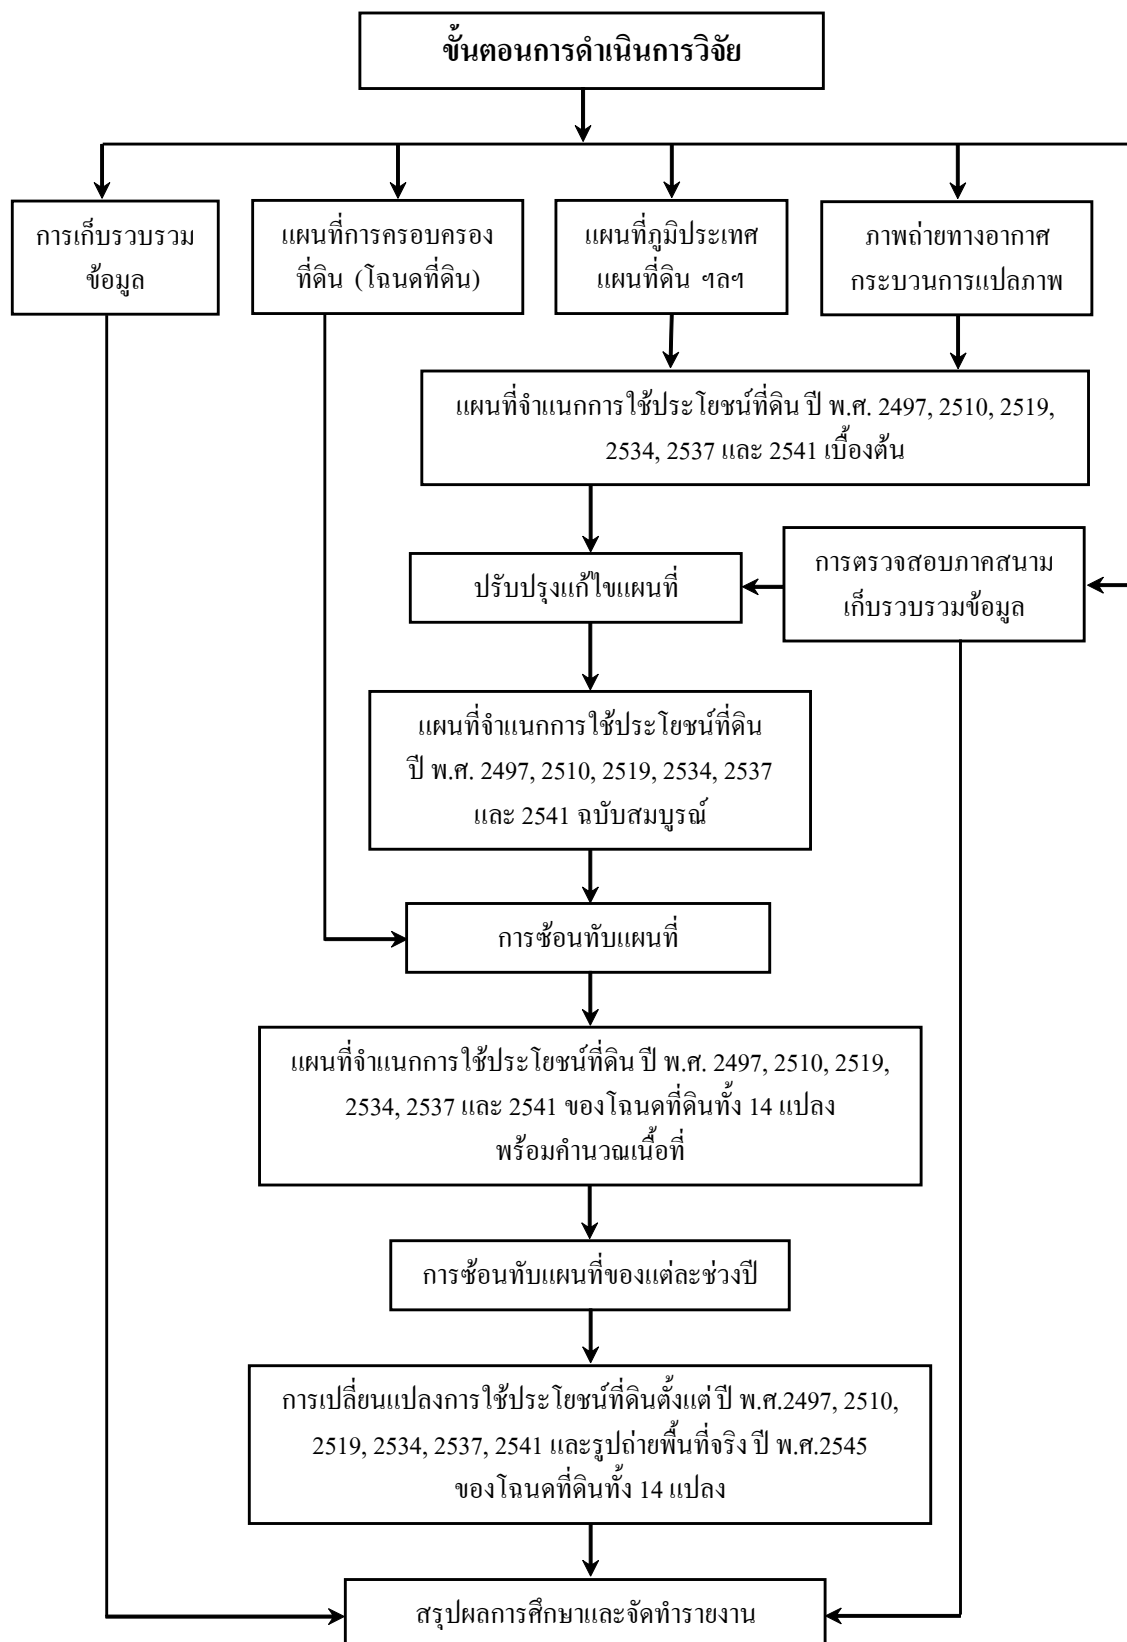 ขั้นตอนการดำเนินการวิจัย
การเก็บรวบรวม
ข้อมูล
แผนที่การครอบครอง
ที่ดิน (โฉนดที่ดิน)
แผนที่ภูมิประเทศ
แผนที่ดิน ฯลฯ
ภาพถ่ายทางอากาศ
กระบวนการแปลภาพ
แผนที่จำแนกการใช้ประโยชน์ที่ดิน ปี พ.ศ. 2497, 2510, 2519,
2534, 2537 และ 2541 เบื้องต้น
ปรับปรุงแก้ไขแผนที่
การตรวจสอบภาคสนาม
เก็บรวบรวมข้อมูล
แผนที่จำแนกการใช้ประโยชน์ที่ดิน
ปี พ.ศ. 2497, 2510, 2519, 2534, 2537
และ 2541 ฉบับสมบูรณ์
การซ้อนทับแผนที่
แผนที่จำแนกการใช้ประโยชน์ที่ดิน ปี พ.ศ. 2497, 2510, 2519,
2534, 2537 และ 2541 ของโฉนดที่ดินทั้ง 14 แปลง
พร้อมคำนวณเนื้อที่
การซ้อนทับแผนที่ของแต่ละช่วงปี
การเปลี่ยนแปลงการใช้ประโยชน์ที่ดินตั้งแต่ ปี พ.ศ.2497, 2510,
2519, 2534, 2537, 2541 และรูปถ่ายพื้นที่จริง ปี พ.ศ.2545
ของโฉนดที่ดินทั้ง 14 แปลง
สรุปผลการศึกษาและจัดทำรายงาน